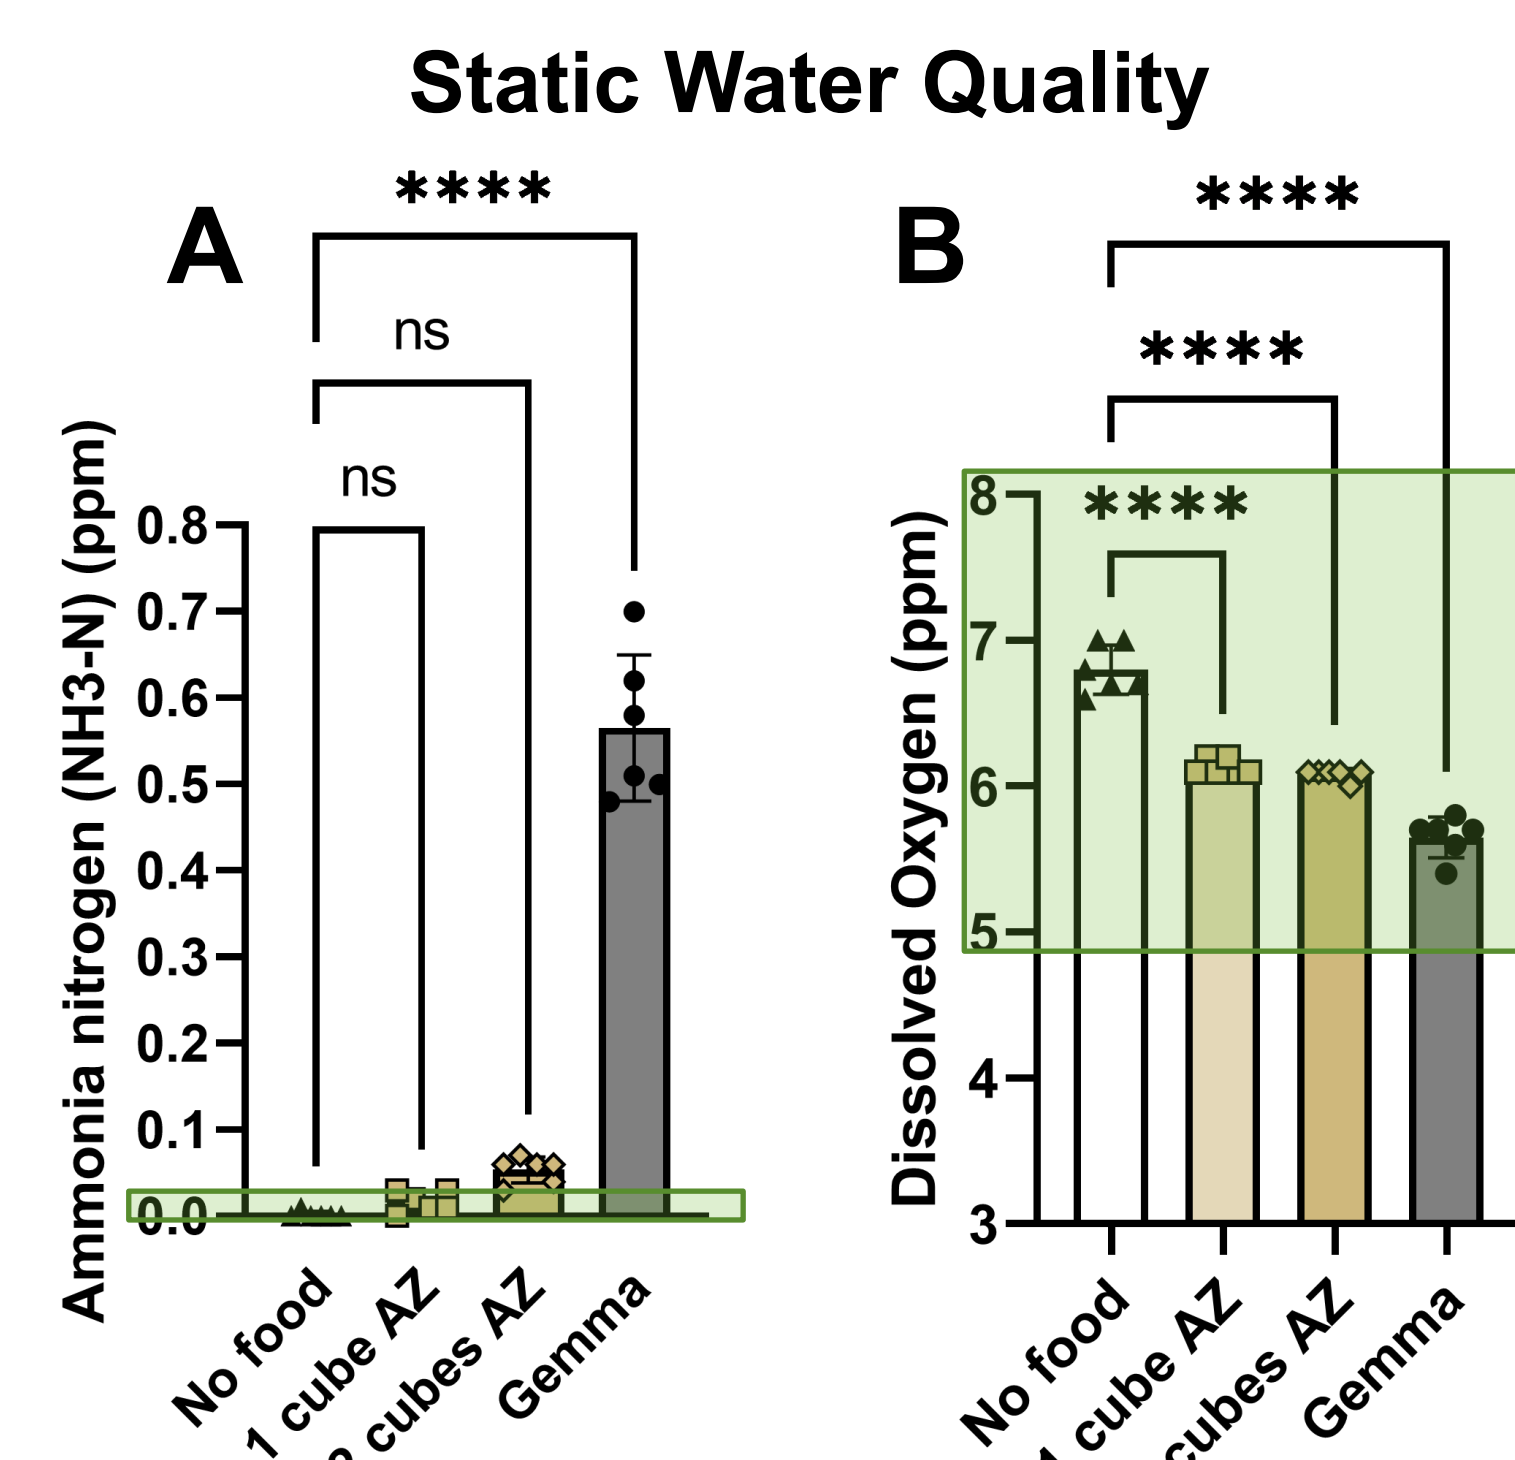 Static Water Quality
A
****
ns
ns
Ammonia nitrogen (NH3-N) (ppm)
0.8
0.7
0.6
0.5
0.4
0.3
0.2
0.1
0.0
No food
1 cube AZ
cubes AZ
Gemma
B
****
****
****
Dissolved Oxygen (ppm)
8
7
6
5
4
3
No food
1 cube AZ
cubes AZ
Gemma